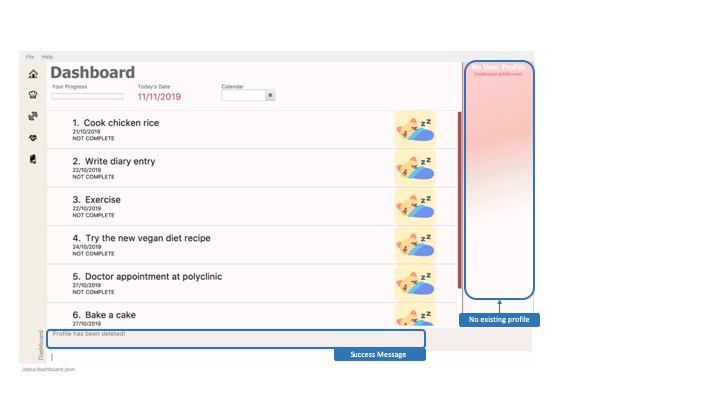 File Help
Dashboard
No User Profile
Create your profile now!
Your Progress
Today's Date
Calendar
11/11/2019
1. Cook chicken rice
21/10/2019
NOT COMPLETE
2. Write diary entry
22/10/2019
NOT COMPLETE
3. Exercise
23/10/2019
NOT COMPLETE
4. Try the new vegan diet recipe
24/10/2019
NOT COMPLETE
5. Doctor appointment at polyclinic
27/10/2019
NOT COMPLETE
6. Bake a cake
27/10/2019
No existing profile
Profile has been deleted!
Dashboard
Success Message
./data/dashboard.json